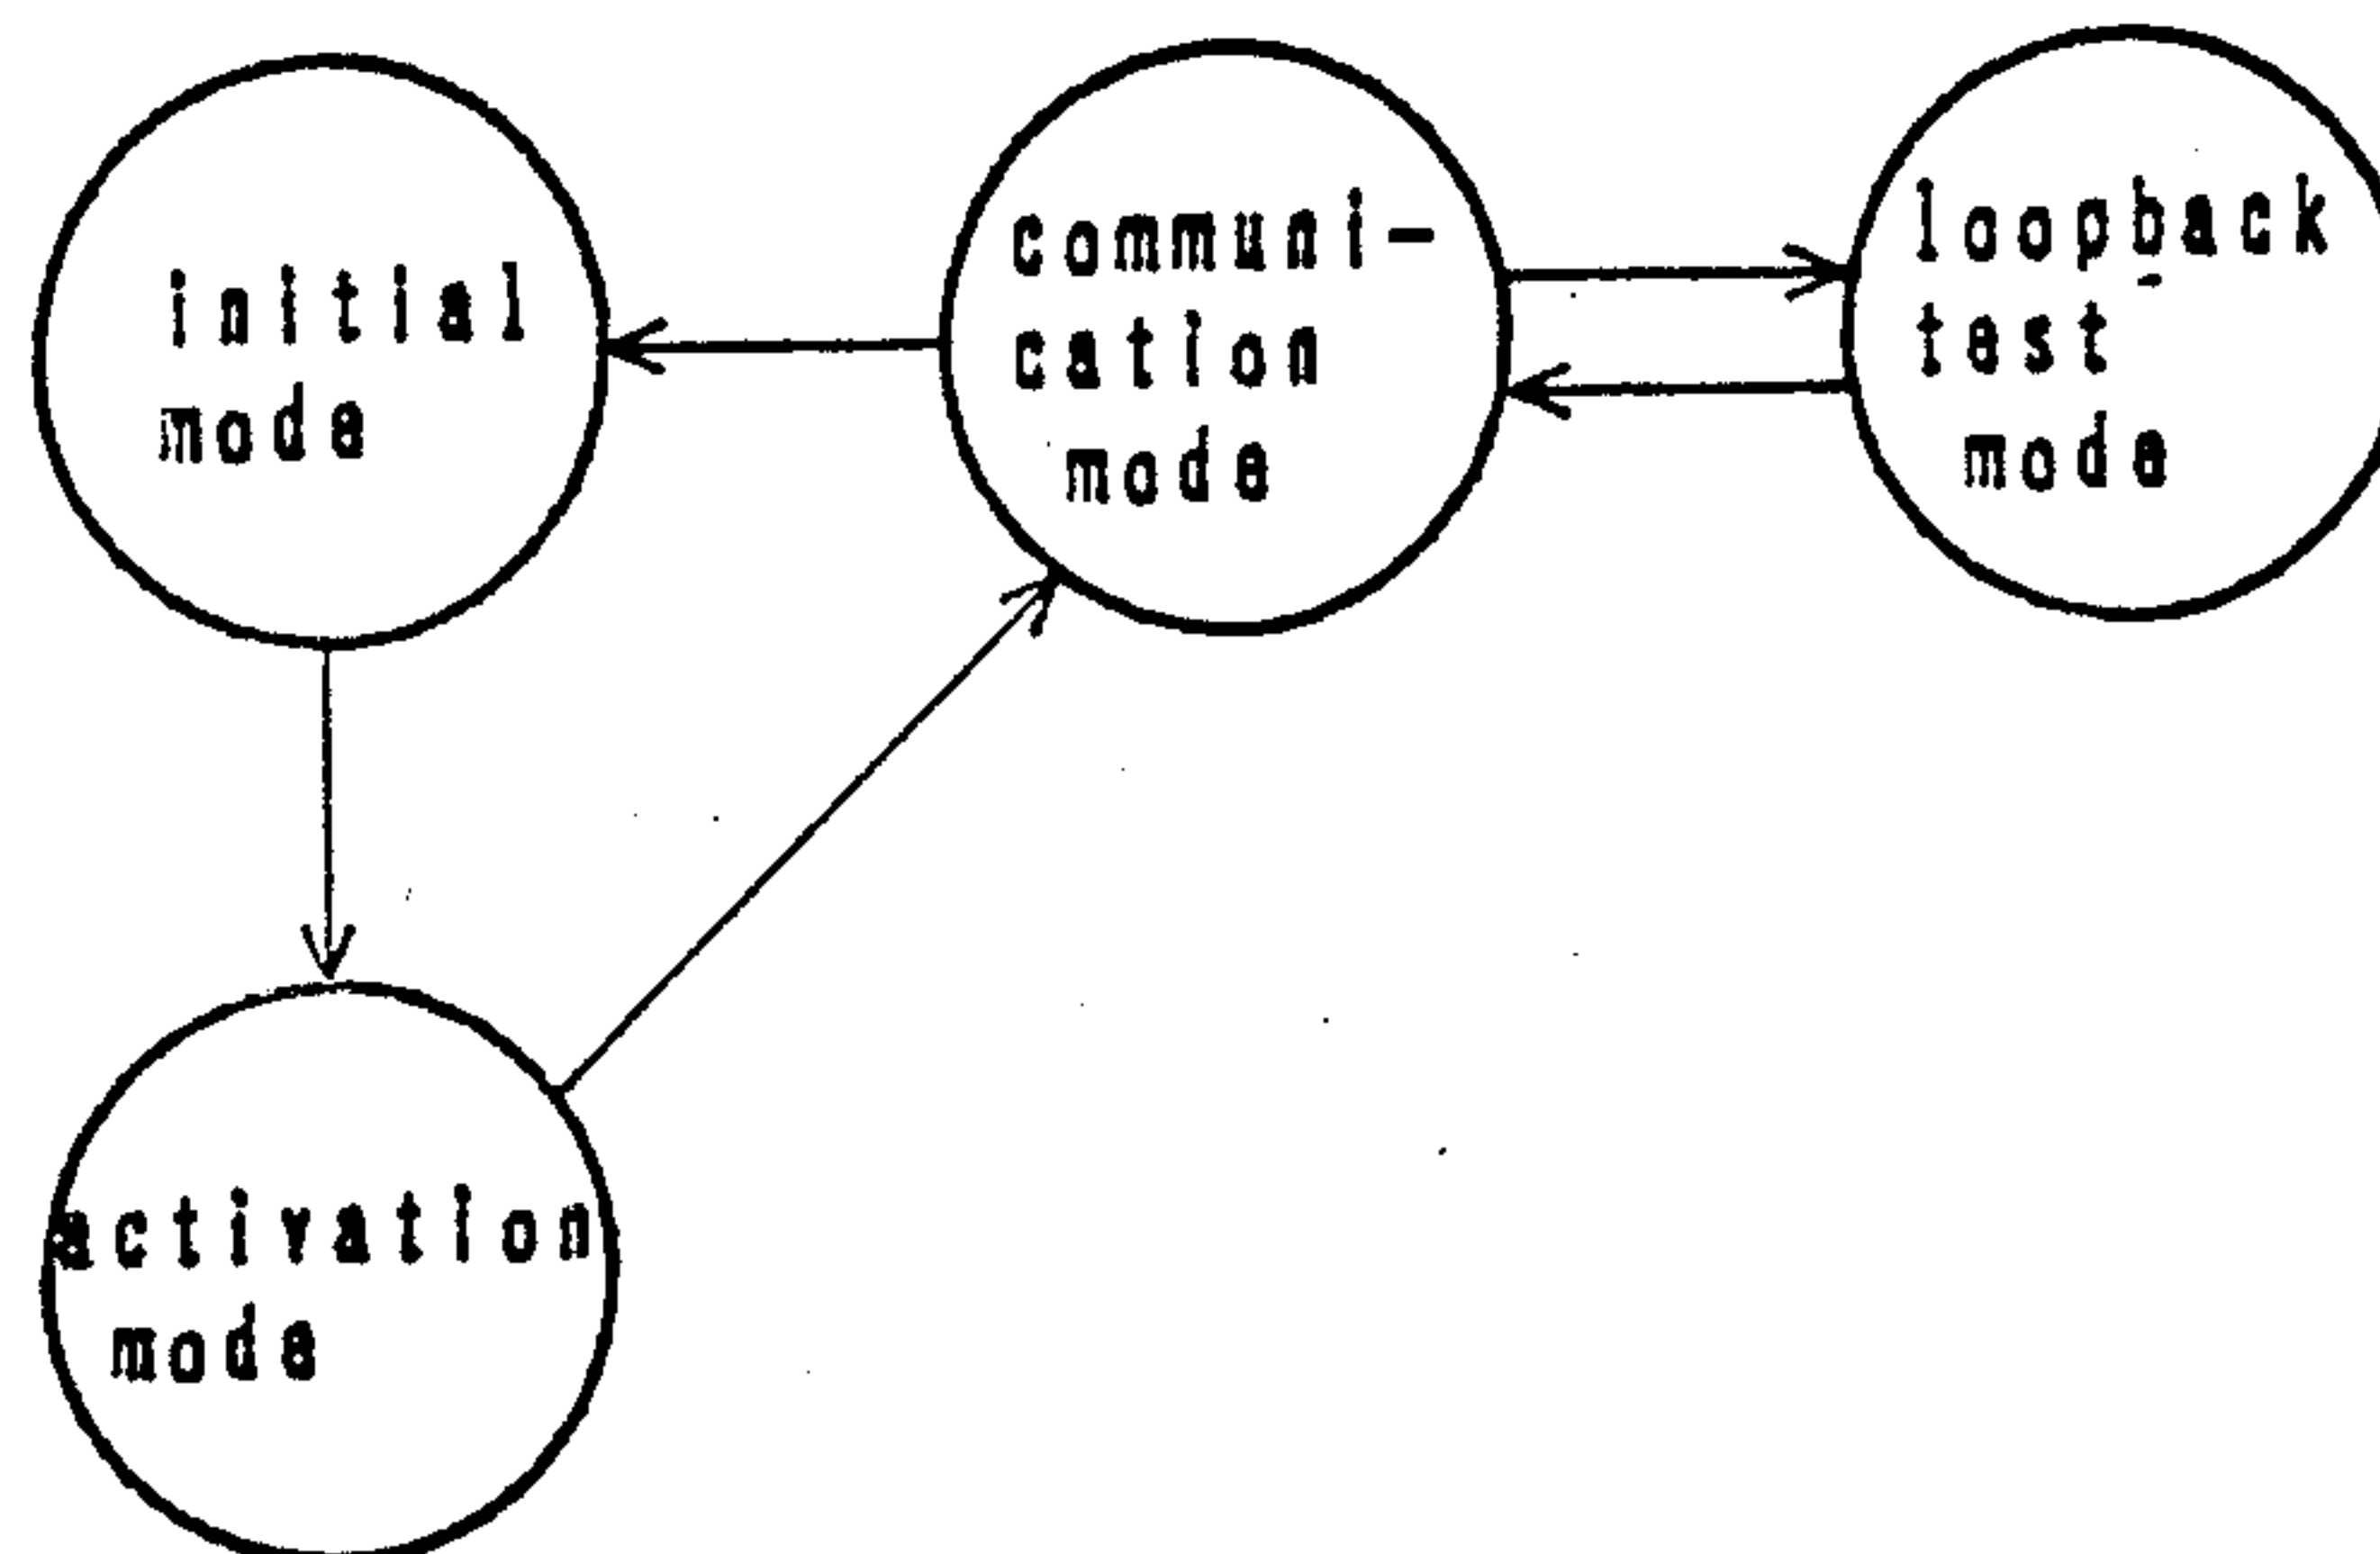 initial
mode
communi-
cation
mode
loopback
test
mode
activation
mode